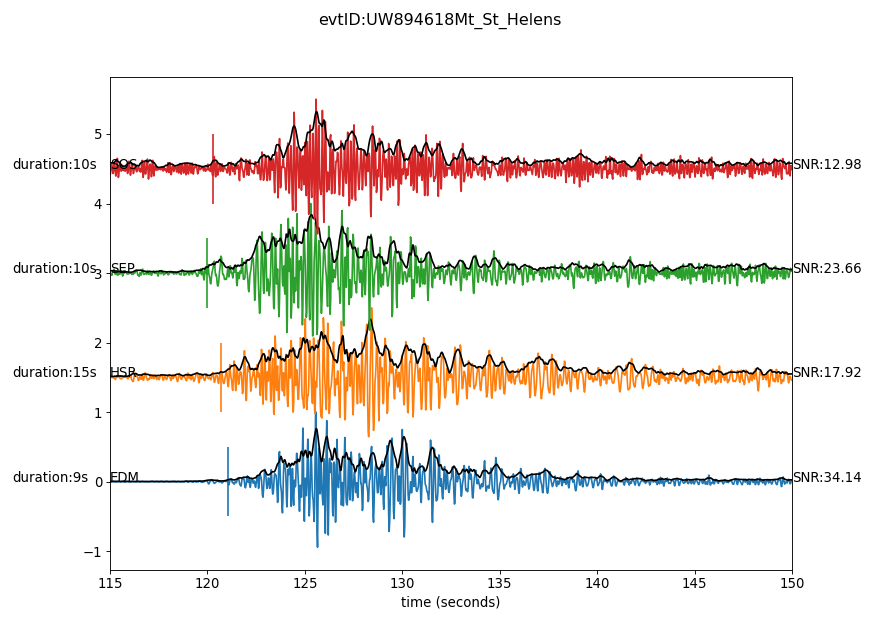 evtID:UW894618Mt_St_Helens
5
duration:10s SOS SNR:12.98
4
duration:10s SEP SNR:23.66
3
2
duration:15s HSR SNR:17.92
1
duration:9s EDM SNR:34.14
0
−1
115 120 125 130 135 140 145 150
time (seconds)